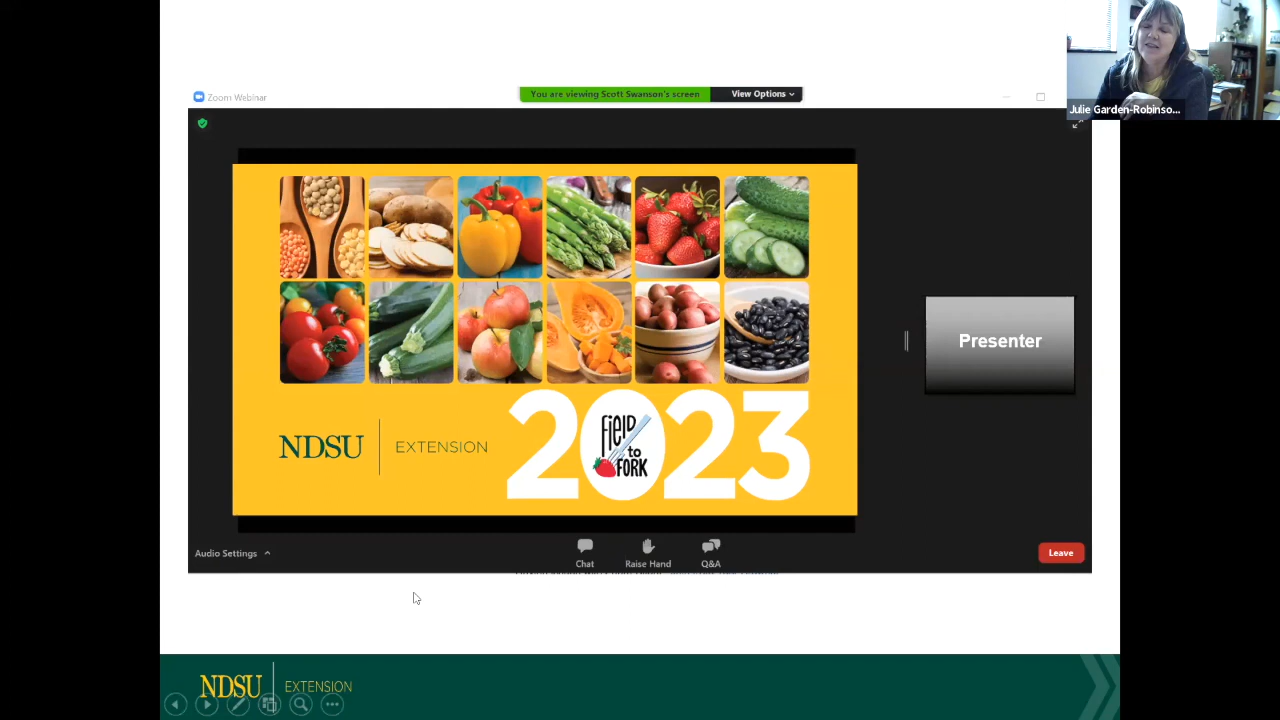 Zoom Webinar
You are viewing Scott Swanson's screen
View Options
Julie Garden-Robinso...
Presenter
NDSU
EXTENSION
2023
FIELD
to
FORK
Audio Settings
Chat
Raise Hand
Q&A
Leave
NDSU
EXTENSION